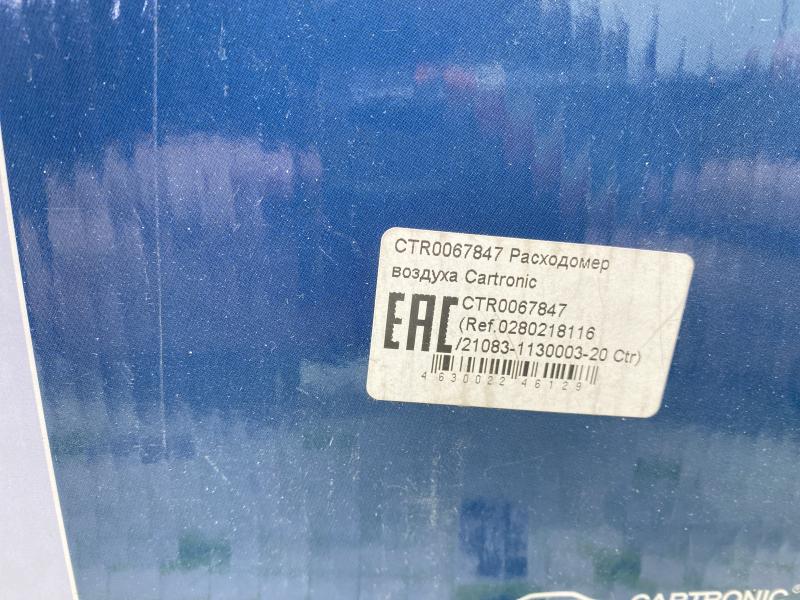 CTR0067847 Расходомер
воздуха Cartronic
EAC
CTR0067847
(Ref.0280218116
/21083-1130003-20 Ctr)
4 630022 46129
CARTRONIC